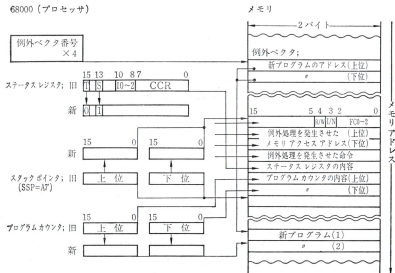 68000 (プロセッサ)
メモリ
2バイト
例外ベクタ番号
×4
例外ベクタ;
新プログラムのアドレス(上位)
〃 (下位)
15 13 10 8 7 0
ステータスレジスタ; 旧 T S I0~2 CCR
新 0 1
15 5 4 3 2 0
R/W I/N FC0~2
例外処理を発生させた (上位)
メモリアクセスアドレス (下位)
例外処理を発生させた命令
ステータスレジスタの内容
プログラムカウンタの内容(上位)
〃 (下位)
15 0 15 0
新
スタックポインタ; 旧 上位 下位
(SSP=A7)
15 0 15 0
プログラムカウンタ; 旧 上位 下位
15 0 15 0
新
新プログラム(1)
〃 (2)
メモリアドレス